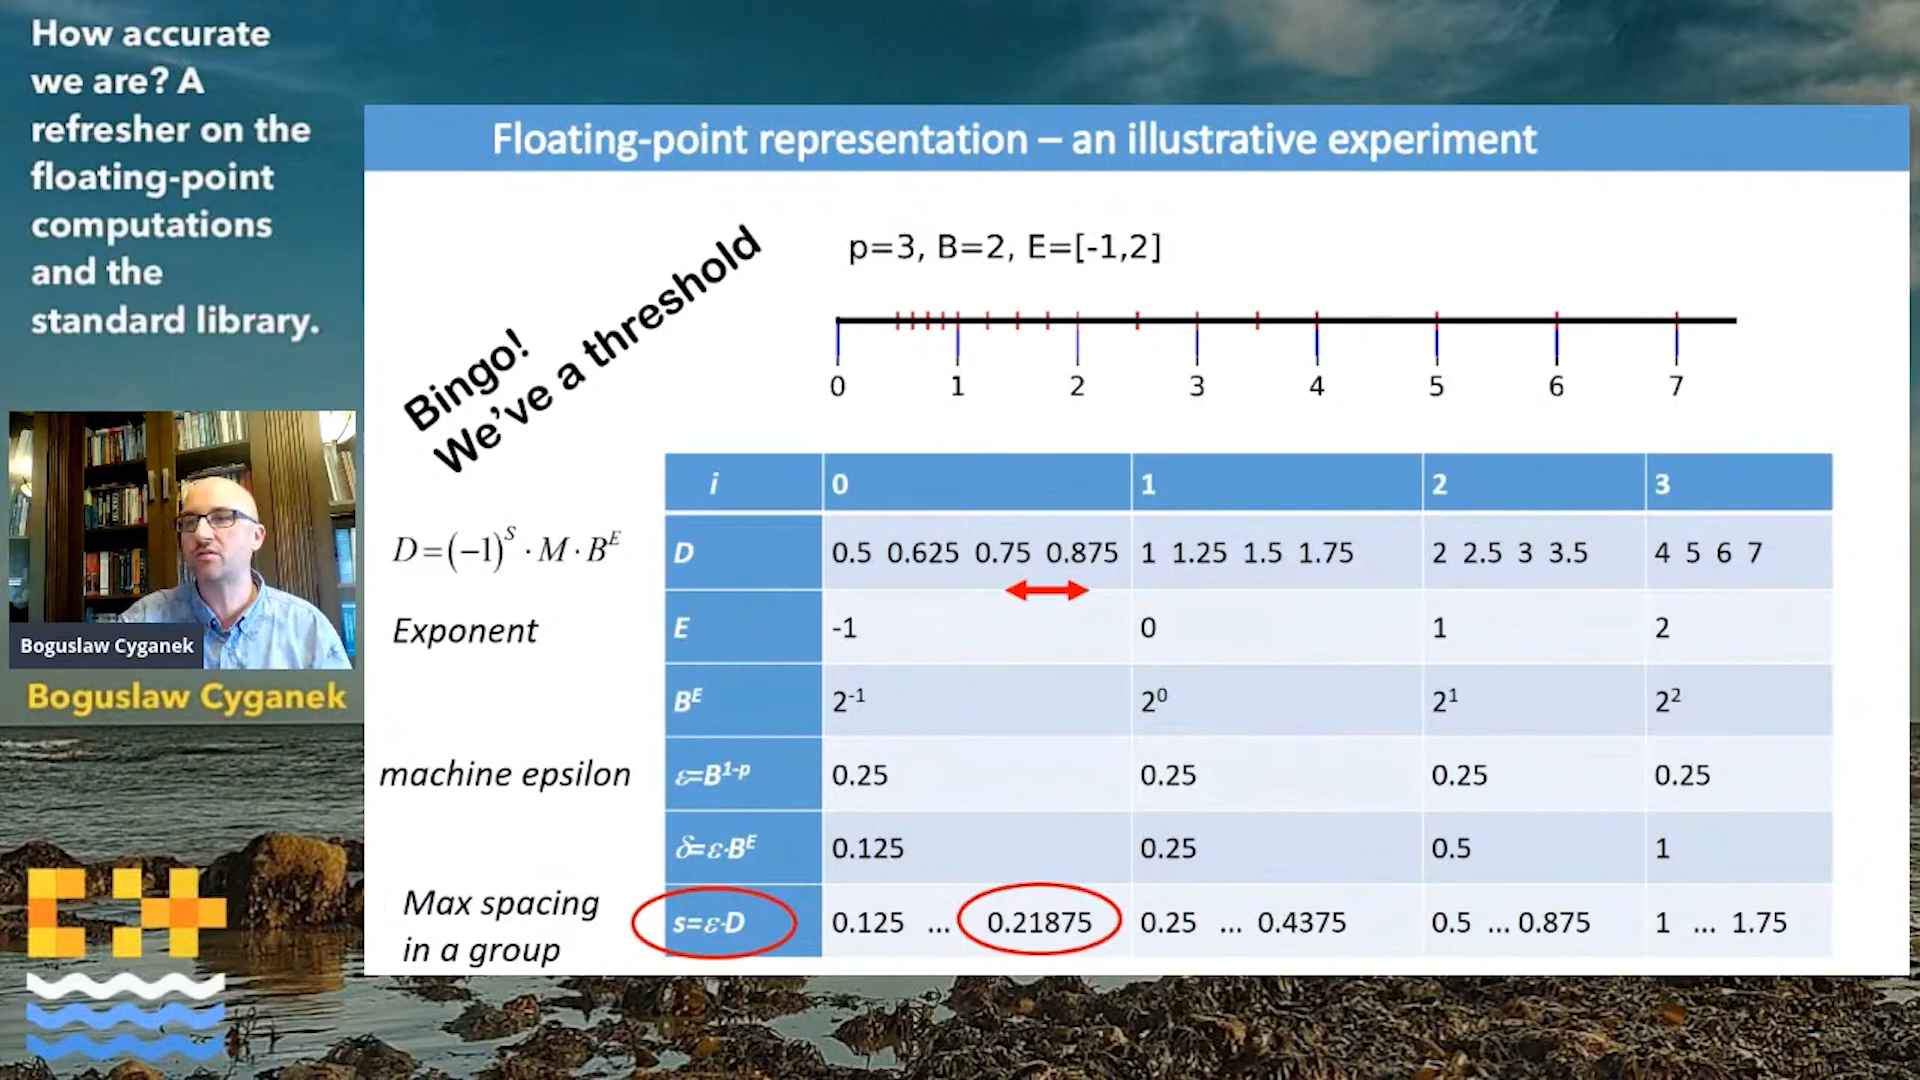 How accurate
we are? A
refresher on the
floating-point
computations
and the
standard library.
Boguslaw Cyganek
Boguslaw Cyganek
Floating-point representation – an illustrative experiment
Bingo!
We've a threshold
p=3, B=2, E=[-1,2]
0 1 2 3 4 5 6 7
i 0 1 2 3
D=(−1)^S·M·B^E D 0.5 0.625 0.75 0.875 1 1.25 1.5 1.75 2 2.5 3 3.5 4 5 6 7
Exponent E -1 0 1 2
B^E 2^-1 2^0 2^1 2^2
machine epsilon ε=B^1-p 0.25 0.25 0.25 0.25
δ=ε·B^E 0.125 0.25 0.5 1
Max spacing
in a group s=ε·D 0.125 ... 0.21875 0.25 ... 0.4375 0.5 ... 0.875 1 ... 1.75